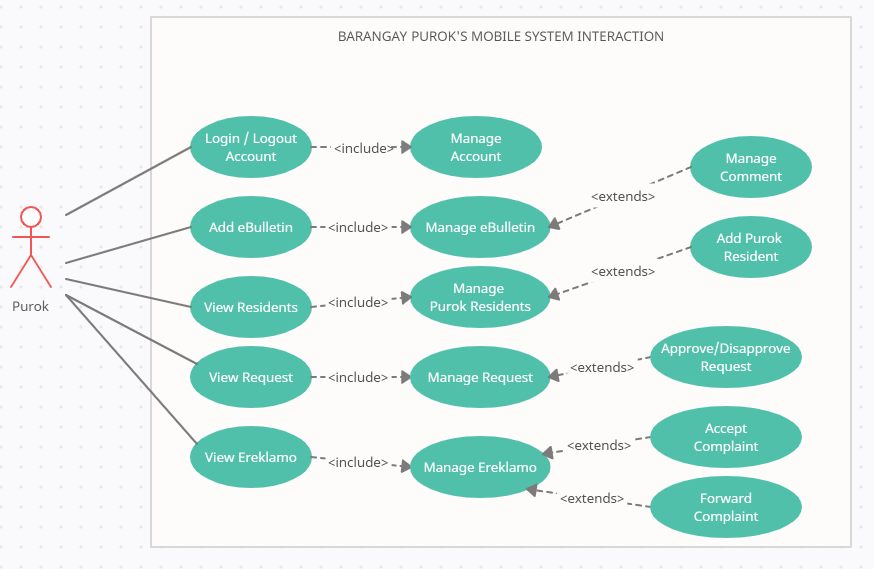 BARANGAY PUROK'S MOBILE SYSTEM INTERACTION
Login / Logout
Account
<include>
Manage
Account
Manage
Comment
<extends>
Add eBulletin
<include>
Manage eBulletin
Add Purok
Resident
<extends>
View Residents
<include>
Manage
Purok Residents
Purok
View Request
<include>
Manage Request
<extends>
Approve/Disapprove
Request
View Ereklamo
<include>
Manage Ereklamo
<extends>
Accept
Complaint
<extends>
Forward
Complaint